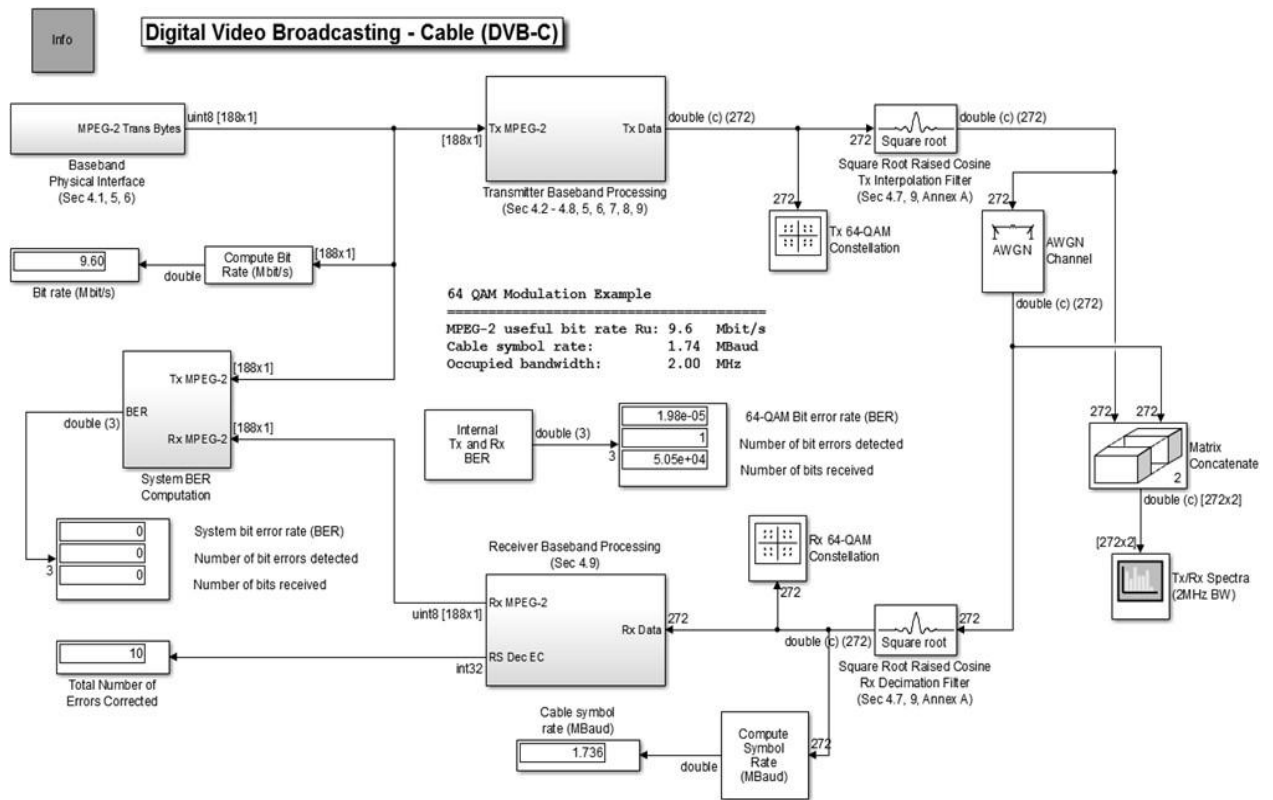 Info
Digital Video Broadcasting - Cable (DVB-C)
MPEG-2 Trans Bytes
uint8 [188x1]
Baseband
Physical Interface
(Sec 4.1, 5, 6)
[188x1]
Tx MPEG-2
Tx Data
Transmitter Baseband Processing
(Sec 4.2 - 4.8, 5, 6, 7, 8, 9)
double (c) (272)
272
Square root
Square Root Raised Cosine
Tx Interpolation Filter
(Sec 4.7, 9, Annex A)
double (c) (272)
272
Tx 64-QAM
Constellation
272
AWGN
AWGN
Channel
double (c) (272)
9.60
Bit rate (Mbit/s)
double
Compute Bit
Rate (Mbit/s)
[188x1]
64 QAM Modulation Example
MPEG-2 useful bit rate Ru: 9.6 Mbit/s
Cable symbol rate: 1.74 MBaud
Occupied bandwidth: 2.00 MHz
[188x1]
Tx MPEG-2
BER
Rx MPEG-2
[188x1]
double (3)
System BER
Computation
Internal
Tx and Rx
BER
double (3)
3
1.98e-05
1
5.05e+04
64-QAM Bit error rate (BER)
Number of bit errors detected
Number of bits received
272
272
2
Matrix
Concatenate
double (c) [272x2]
[272x2]
Tx/Rx Spectra
(2MHz BW)
3
0
0
0
System bit error rate (BER)
Number of bit errors detected
Number of bits received
Receiver Baseband Processing
(Sec 4.9)
Rx MPEG-2
RS Dec EC
Rx Data
uint8 [188x1]
int32
272
Rx 64-QAM
Constellation
272
double (c) (272)
Square root
272
Square Root Raised Cosine
Rx Decimation Filter
(Sec 4.7, 9, Annex A)
10
Total Number of
Errors Corrected
Cable symbol
rate (MBaud)
1.736
double
Compute
Symbol
Rate
(MBaud)
272